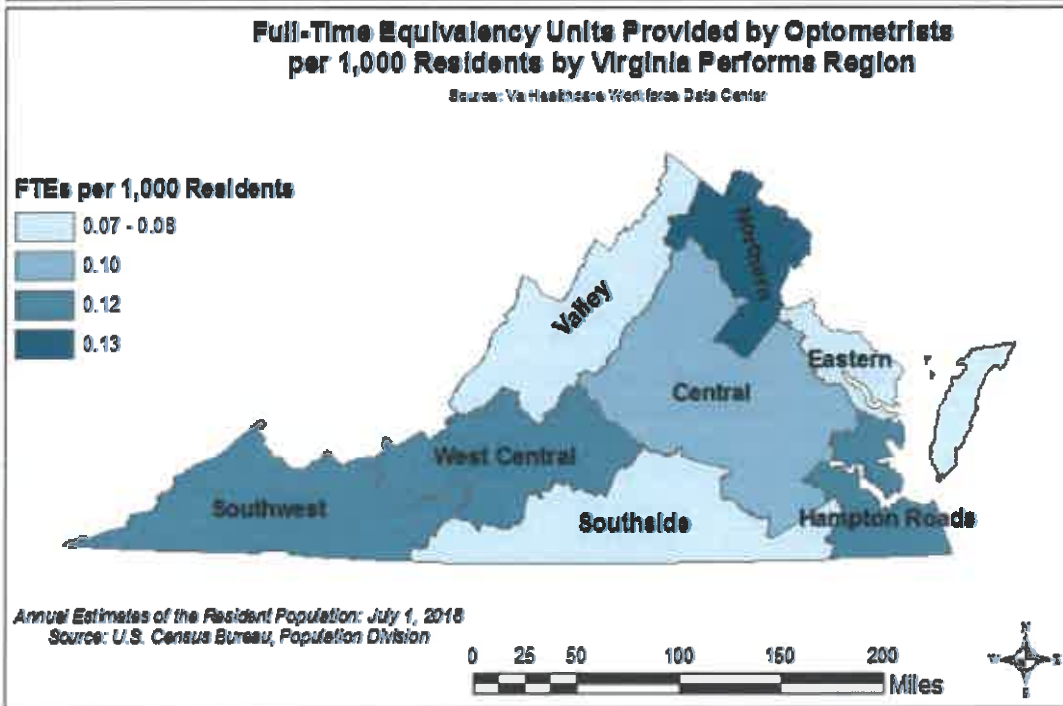 Full-Time Equivalency Units Provided by Optometrists
per 1,000 Residents by Virginia Performs Region
Source: Va Healthcare Workforce Data Center
FTEs per 1,000 Residents
0.07 - 0.08
0.10
0.12
0.13
Northern
Valley
Eastern
Central
West Central
Southwest
Southside
Hampton Roads
Annual Estimates of the Resident Population: July 1, 2018
Source: U.S. Census Bureau, Population Division
0 25 50 100 150 200
Miles
N
W E
S